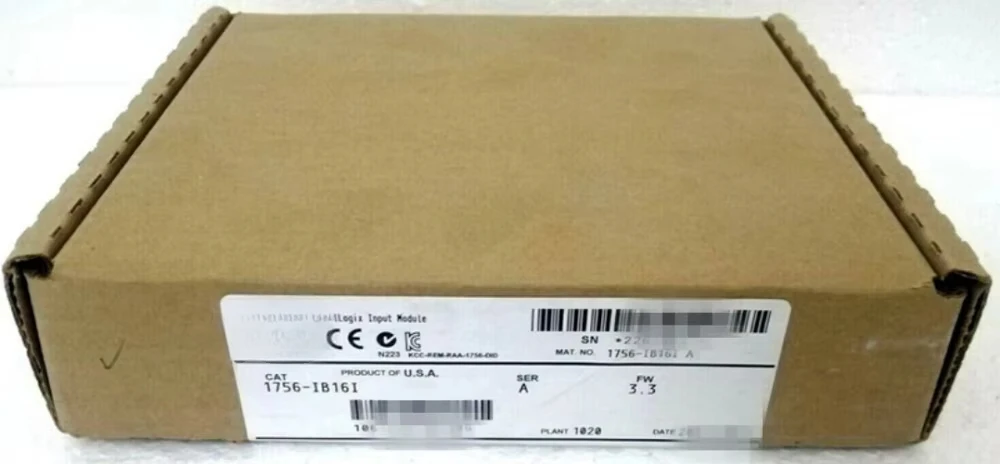 Logix Input Module
CE
N223 KCC-REM-RAA-1756-DIO
SN
MAT. NO. 1756-IB16I A
CAT PRODUCT OF U.S.A. SER FW
1756-IB16I A 3.3
PLANT 1020 DATE